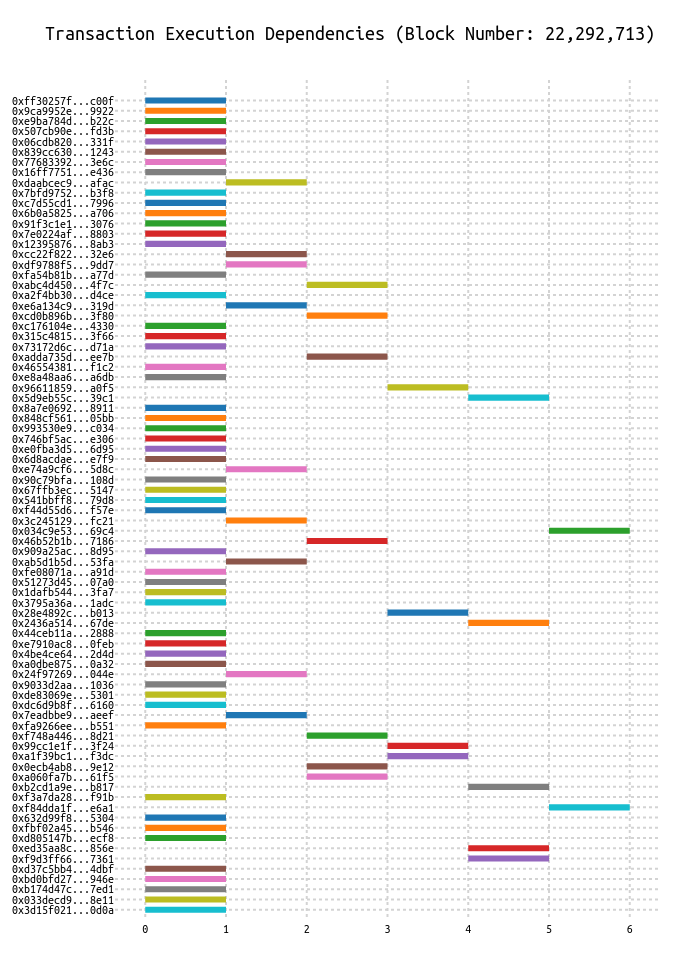 Transaction Execution Dependencies (Block Number: 22,292,713)
0xff30257f...c00f
0x9ca9952e...9922
0xe9ba784d...b22c
0x507cb90e...fd3b
0x06cdb820...331f
0x839cc630...1243
0x77683392...3e6c
0x16ff7751...e436
0xdaabcec9...afac
0x7bfd9752...b3f8
0xc7d55cd1...7996
0x6b0a5825...a706
0x91f3c1e1...3076
0x7e0224af...8803
0x12395876...8ab3
0xcc22f822...32e6
0xdf9788f5...9dd7
0xfa54b81b...a77d
0xabc4d450...4f7c
0xa2f4bb30...d4ce
0xe6a134c9...319d
0xcd0b896b...3f80
0xc176104e...4330
0x315c4815...3f66
0x73172d6c...d71a
0xadda735d...ee7b
0x46554381...f1c2
0xe8a48aa6...a6db
0x96611859...a0f5
0x5d9eb55c...39c1
0x8a7e0692...8911
0x848cf561...05bb
0x993530e9...c034
0x746bf5ac...e306
0xe0fba3d5...6d95
0x6d8acdae...e7f9
0xe74a9cf6...5d8c
0x90c79bfa...108d
0x67ffb3ec...5147
0x541bbff8...79d8
0xf44d55d6...f57e
0x3c245129...fc21
0x034c9e53...69c4
0x46b52b1b...7186
0x909a25ac...8d95
0xab5d1b5d...53fa
0xfe08071a...a91d
0x51273d45...07a0
0x1dafb544...3fa7
0x3795a36a...1adc
0x28e4892c...b013
0x2436a514...67de
0x44ceb11a...2888
0xe7910ac8...0feb
0x4be4ce64...2d4d
0xa0dbe875...0a32
0x24f97269...044e
0x9033d2aa...1036
0xde83069e...5301
0xdc6d9b8f...6160
0x7eadbbe9...aeef
0xfa9266ee...b551
0xf748a446...8d21
0x99cc1e1f...3f24
0xa1f39bc1...f3dc
0x0ecb4ab8...9e12
0xa060fa7b...61f5
0xb2cd1a9e...b817
0xf3a7da28...f91b
0xf84dda1f...e6a1
0x632d99f8...5304
0xfbf02a45...b546
0xd805147b...ecf8
0xed35aa8c...856e
0xf9d3ff66...7361
0xd37c5bb4...4dbf
0xbd0bfd27...946e
0xb174d47c...7ed1
0x033decd9...8e11
0x3d15f021...0d0a
0 1 2 3 4 5 6